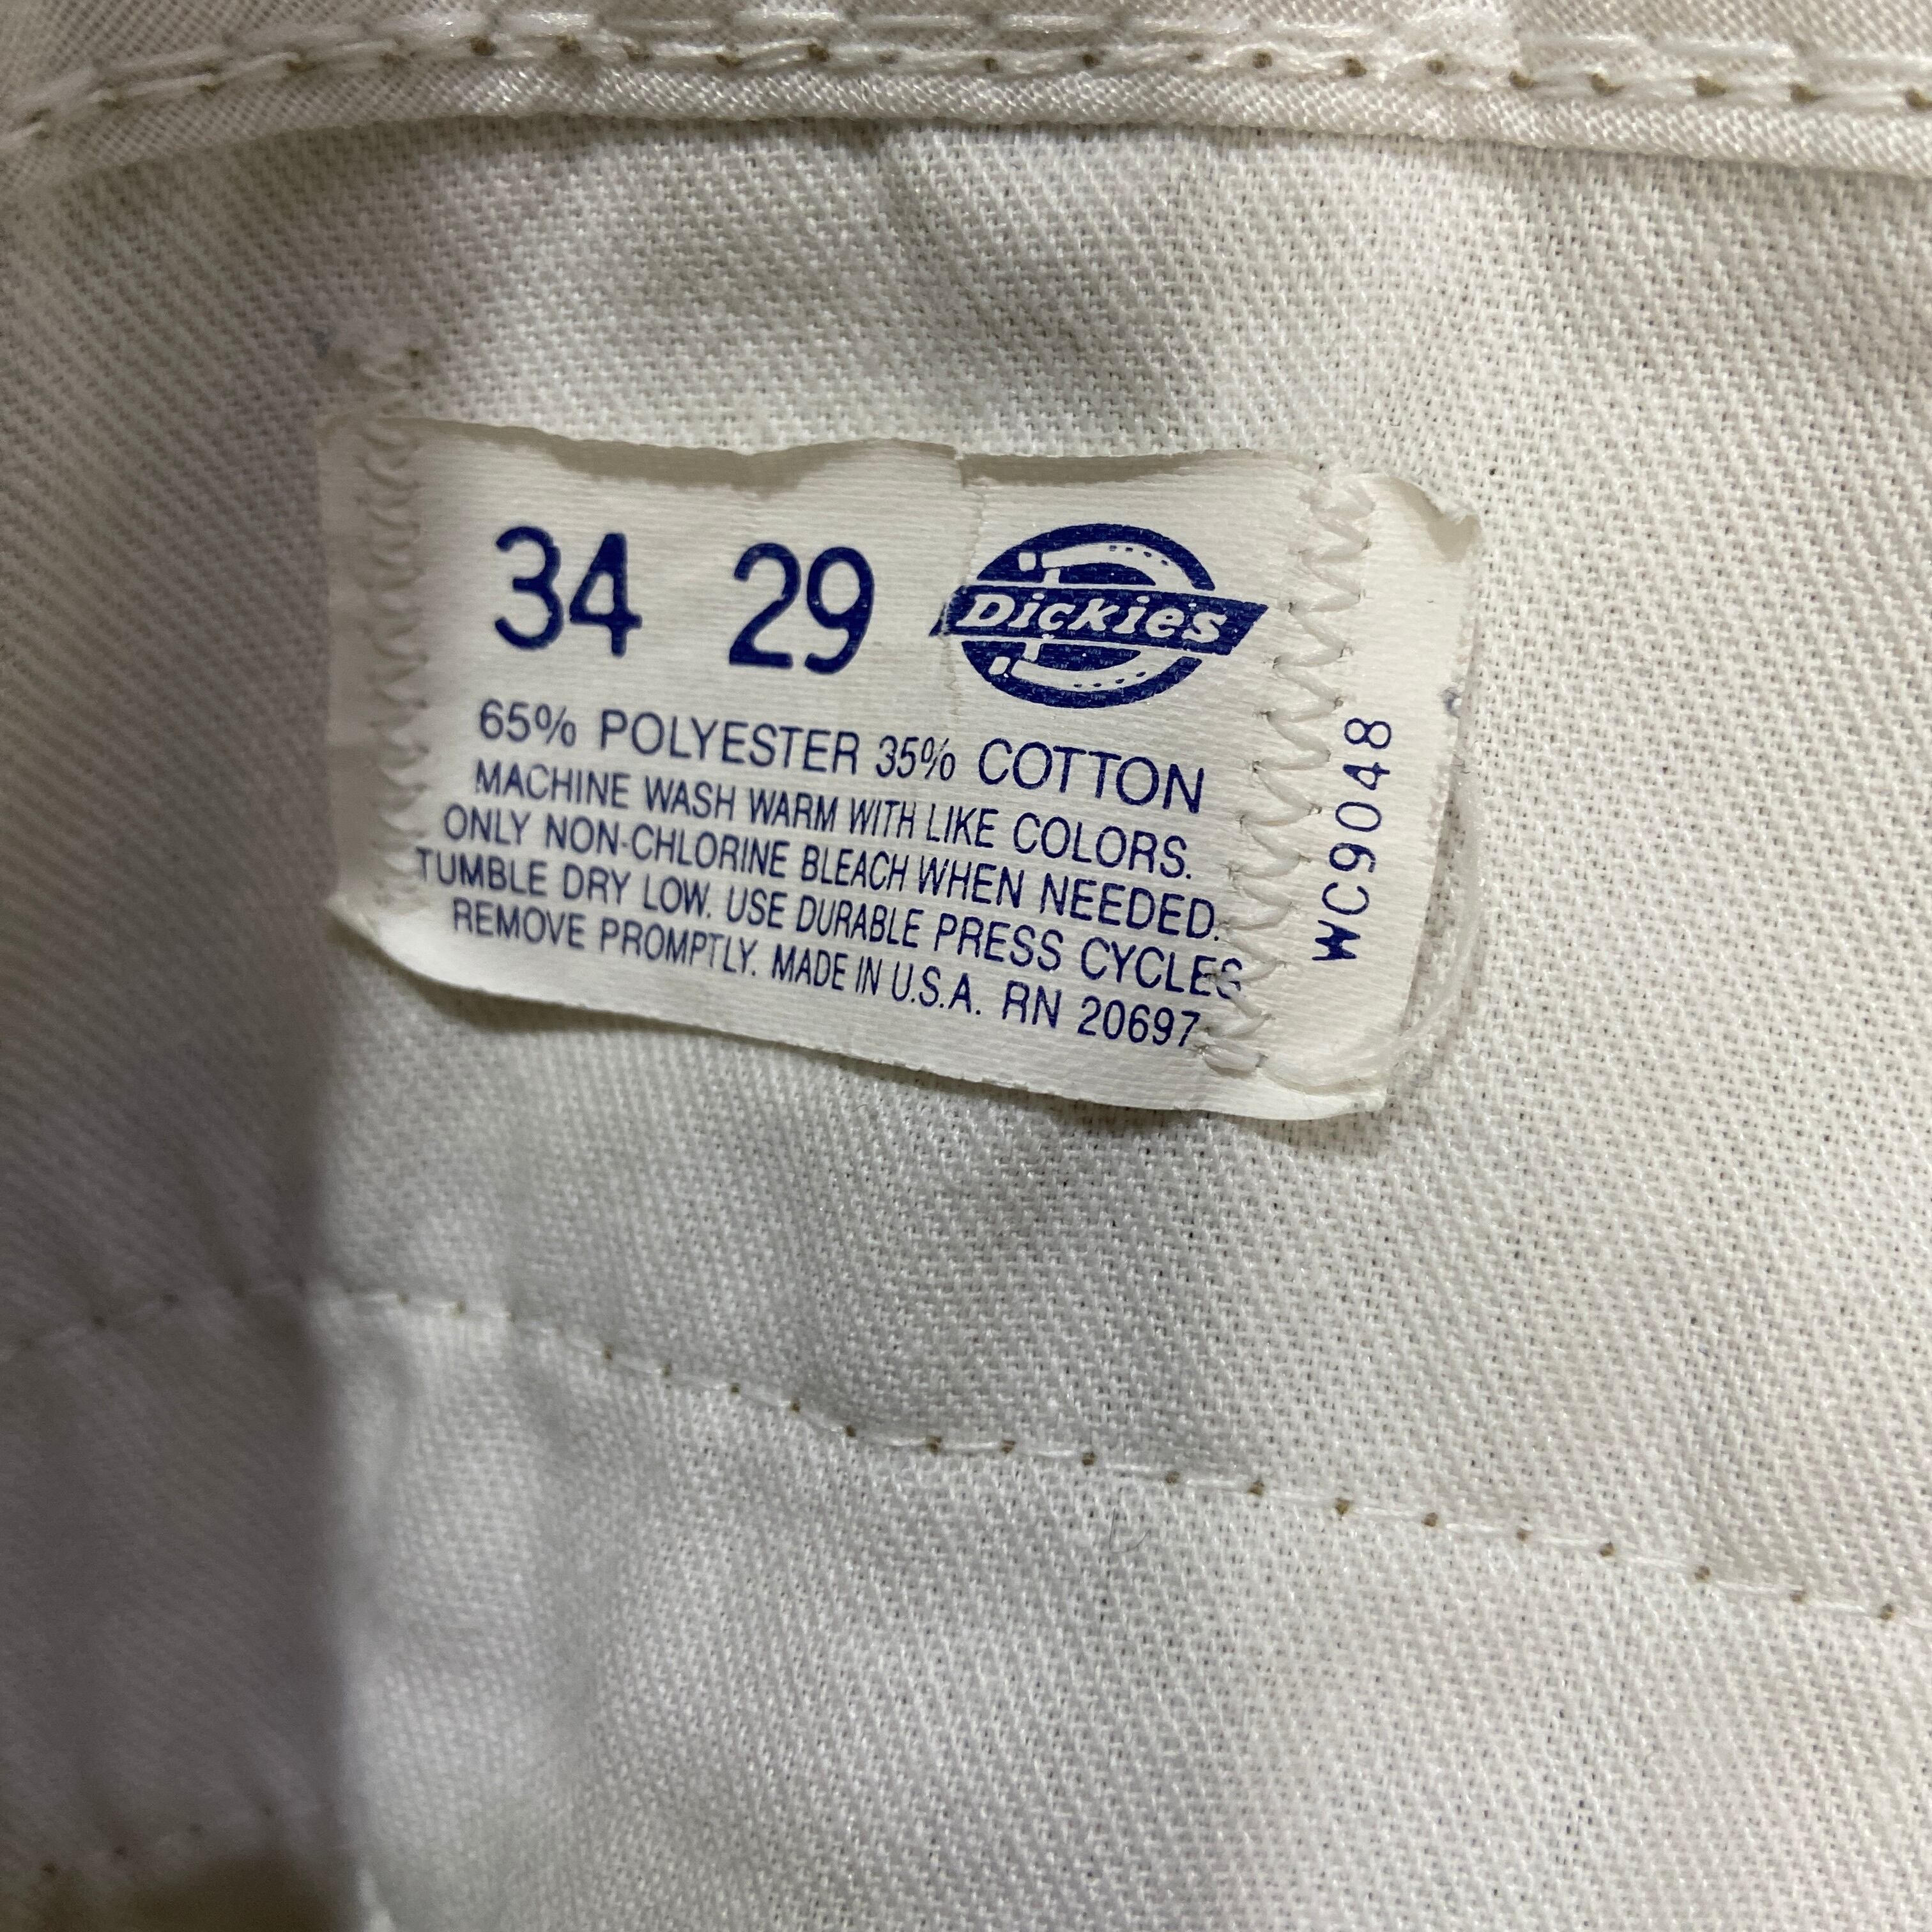 34 29 Dickies
65% POLYESTER 35% COTTON
MACHINE WASH WARM WITH LIKE COLORS.
ONLY NON-CHLORINE BLEACH WHEN NEEDED.
TUMBLE DRY LOW. USE DURABLE PRESS CYCLES
REMOVE PROMPTLY. MADE IN U.S.A. RN 20697
WC9048